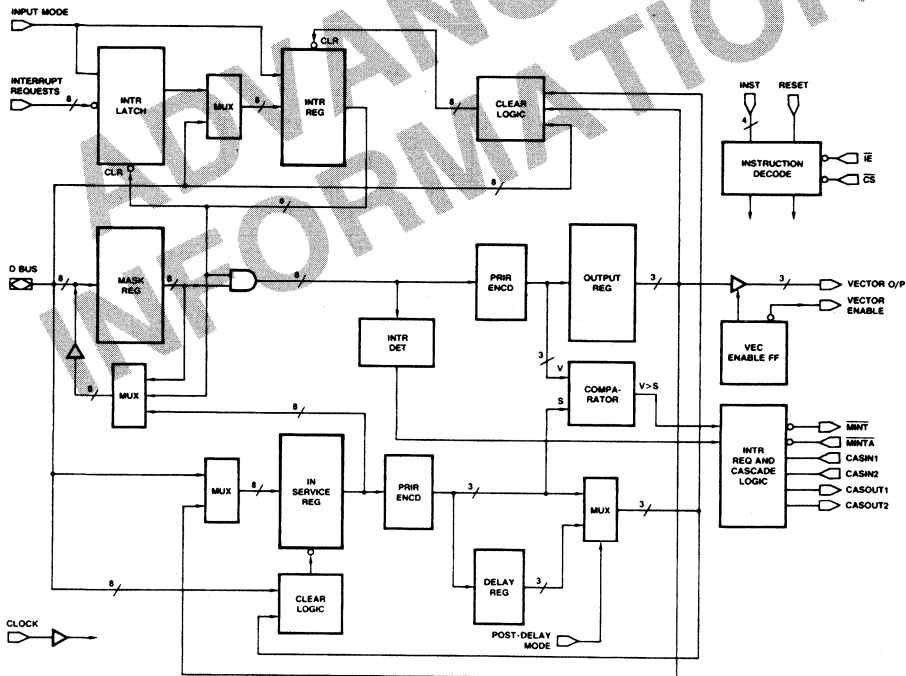 ADVANCE
INFORMATION
INPUT MODE
INTERRUPT
REQUESTS
8
INTR
LATCH
CLR
MUX
8
CLR
INTR
REG
8
CLEAR
LOGIC
INST
RESET
4
INSTRUCTION
DECODE
IE
CS
8
8
D BUS
8
MASK
REG
8
8
PRIR
ENCD
OUTPUT
REG
3
3
VECTOR O/P
VECTOR
ENABLE
VEC
ENABLE FF
INTR
DET
3
V
S
COMPA-
RATOR
V>S
8
MUX
8
INTR
REQ AND
CASCADE
LOGIC
MINT
MINTA
CASIN1
CASIN2
CASOUT1
CASOUT2
MUX
8
IN
SERVICE
REG
PRIR
ENCD
3
MUX
3
DELAY
REG
3
8
CLEAR
LOGIC
POST-DELAY
MODE
CLOCK